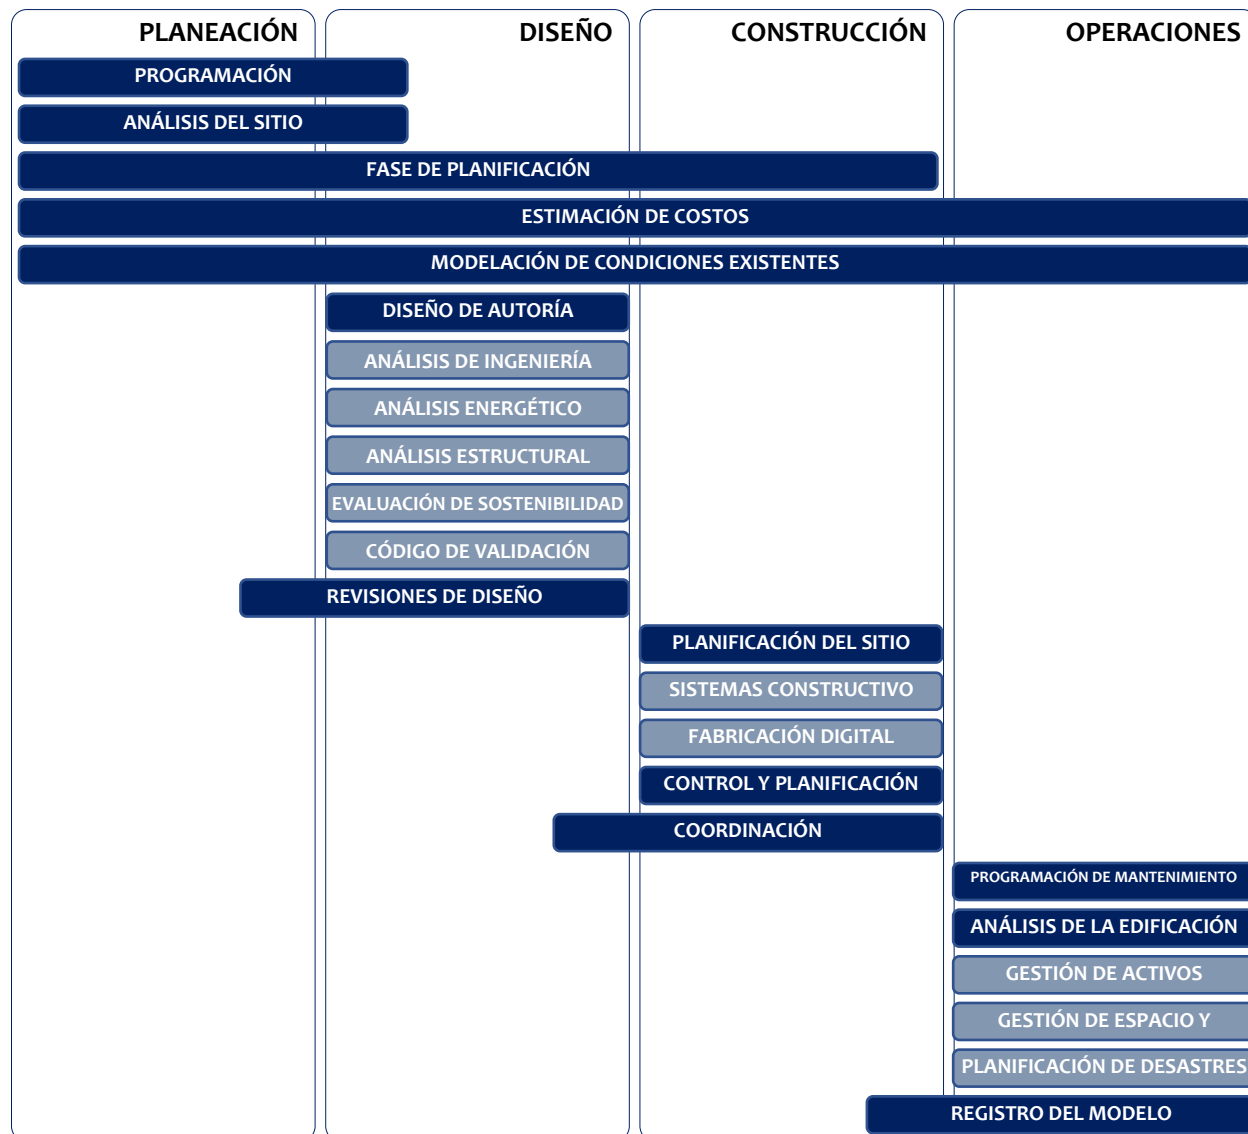 PLANEACIÓN
DISEÑO
CONSTRUCCIÓN
OPERACIONES
PROGRAMACIÓN
ANÁLISIS DEL SITIO
FASE DE PLANIFICACIÓN
ESTIMACIÓN DE COSTOS
MODELACIÓN DE CONDICIONES EXISTENTES
DISEÑO DE AUTORÍA
ANÁLISIS DE INGENIERÍA
ANÁLISIS ENERGÉTICO
ANÁLISIS ESTRUCTURAL
EVALUACIÓN DE SOSTENIBILIDAD
CÓDIGO DE VALIDACIÓN
REVISIONES DE DISEÑO
PLANIFICACIÓN DEL SITIO
SISTEMAS CONSTRUCTIVO
FABRICACIÓN DIGITAL
CONTROL Y PLANIFICACIÓN
COORDINACIÓN
PROGRAMACIÓN DE MANTENIMIENTO
ANÁLISIS DE LA EDIFICACIÓN
GESTIÓN DE ACTIVOS
GESTIÓN DE ESPACIO Y
PLANIFICACIÓN DE DESASTRES
REGISTRO DEL MODELO